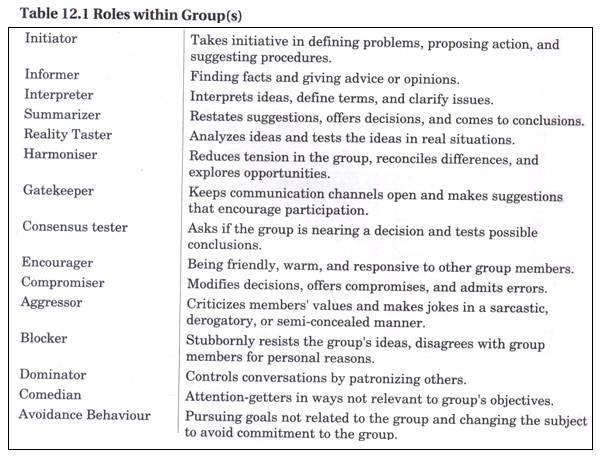 Table 12.1 Roles within Group(s)
Initiator Takes initiative in defining problems, proposing action, and
suggesting procedures.
Informer Finding facts and giving advice or opinions.
Interpreter Interprets ideas, define terms, and clarify issues.
Summarizer Restates suggestions, offers decisions, and comes to conclusions.
Reality Taster Analyzes ideas and tests the ideas in real situations.
Harmoniser Reduces tension in the group, reconciles differences, and
explores opportunities.
Gatekeeper Keeps communication channels open and makes suggestions
that encourage participation.
Consensus tester Asks if the group is nearing a decision and tests possible
conclusions.
Encourager Being friendly, warm, and responsive to other group members.
Compromiser Modifies decisions, offers compromises, and admits errors.
Aggressor Criticizes members' values and makes jokes in a sarcastic,
derogatory, or semi-concealed manner.
Blocker Stubbornly resists the group's ideas, disagrees with group
members for personal reasons.
Dominator Controls conversations by patronizing others.
Comedian Attention-getters in ways not relevant to group's objectives.
Avoidance Behaviour Pursuing goals not related to the group and changing the subject
to avoid commitment to the group.